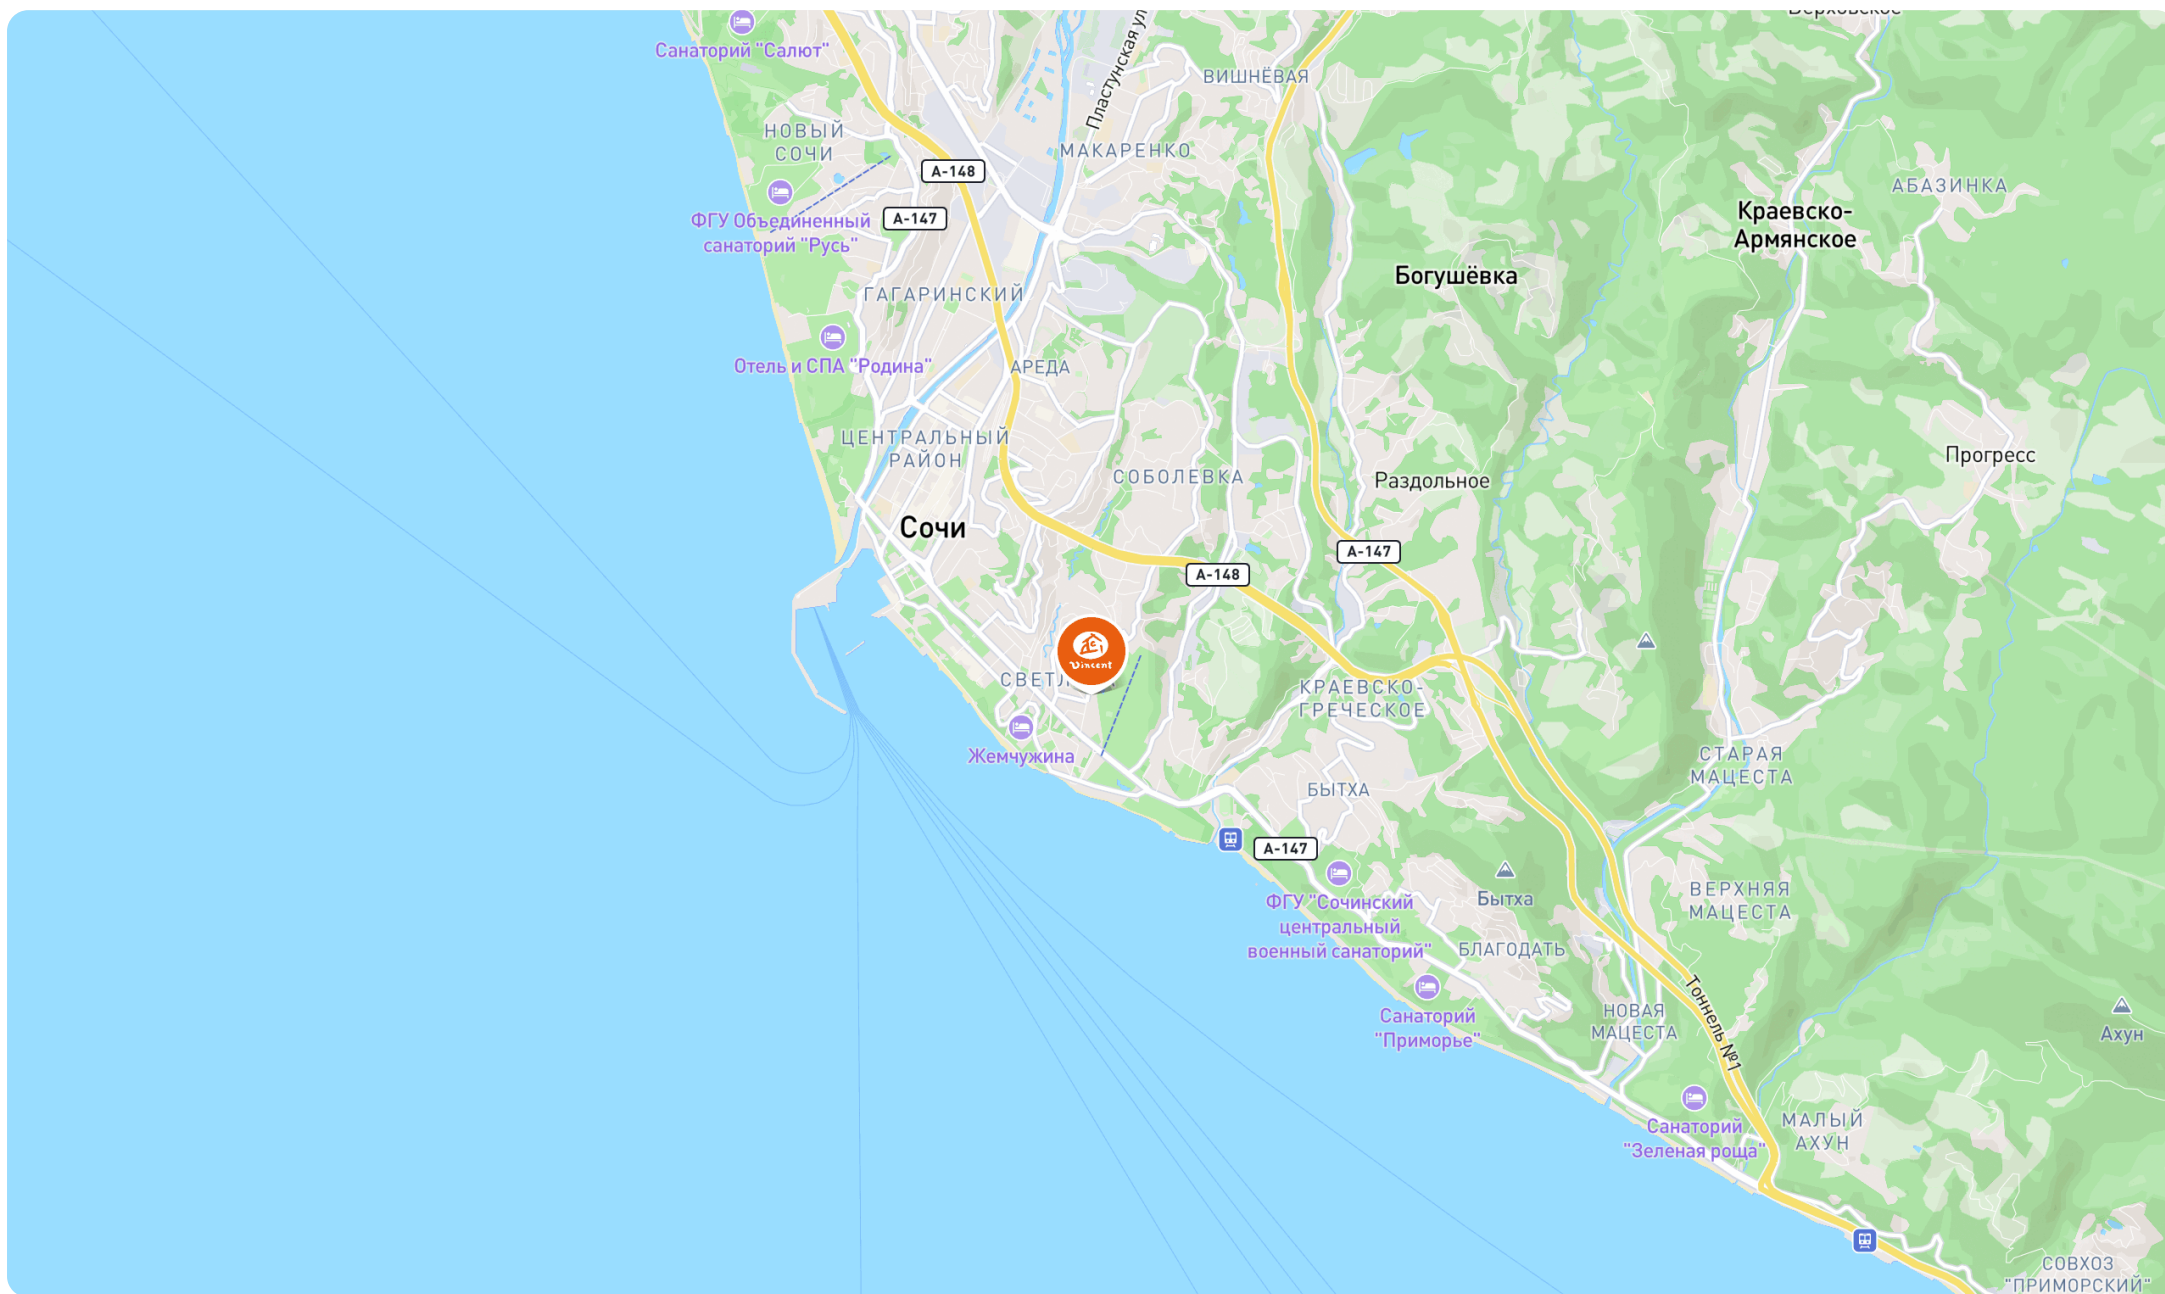 Верховское
Санаторий "Салют"
Пластунская ул
ВИШНЁВАЯ
НОВЫЙ
СОЧИ
МАКАРЕНКО
А-148
АБАЗИНКА
А-147
ФГУ Объединенный
санаторий "Русь"
Краевско-
Армянское
Богушёвка
ГАГАРИНСКИЙ
Отель и СПА "Родина"
АРЕДА
ЦЕНТРАЛЬНЫЙ
РАЙОН
СОБОЛЕВКА
Раздольное
Прогресс
Сочи
А-147
А-148
Vincent
СВЕТЛ
КРАЕВСКО-
ГРЕЧЕСКОЕ
Жемчужина
СТАРАЯ
МАЦЕСТА
БЫТХА
А-147
ФГУ "Сочинский
центральный
военный санаторий"
Бытха
ВЕРХНЯЯ
МАЦЕСТА
БЛАГОДАТЬ
Санаторий
"Приморье"
НОВАЯ
МАЦЕСТА
Тоннель №1
Ахун
Санаторий
"Зеленая роща"
МАЛЫЙ
АХУН
СОВХОЗ
"ПРИМОРСКИЙ"